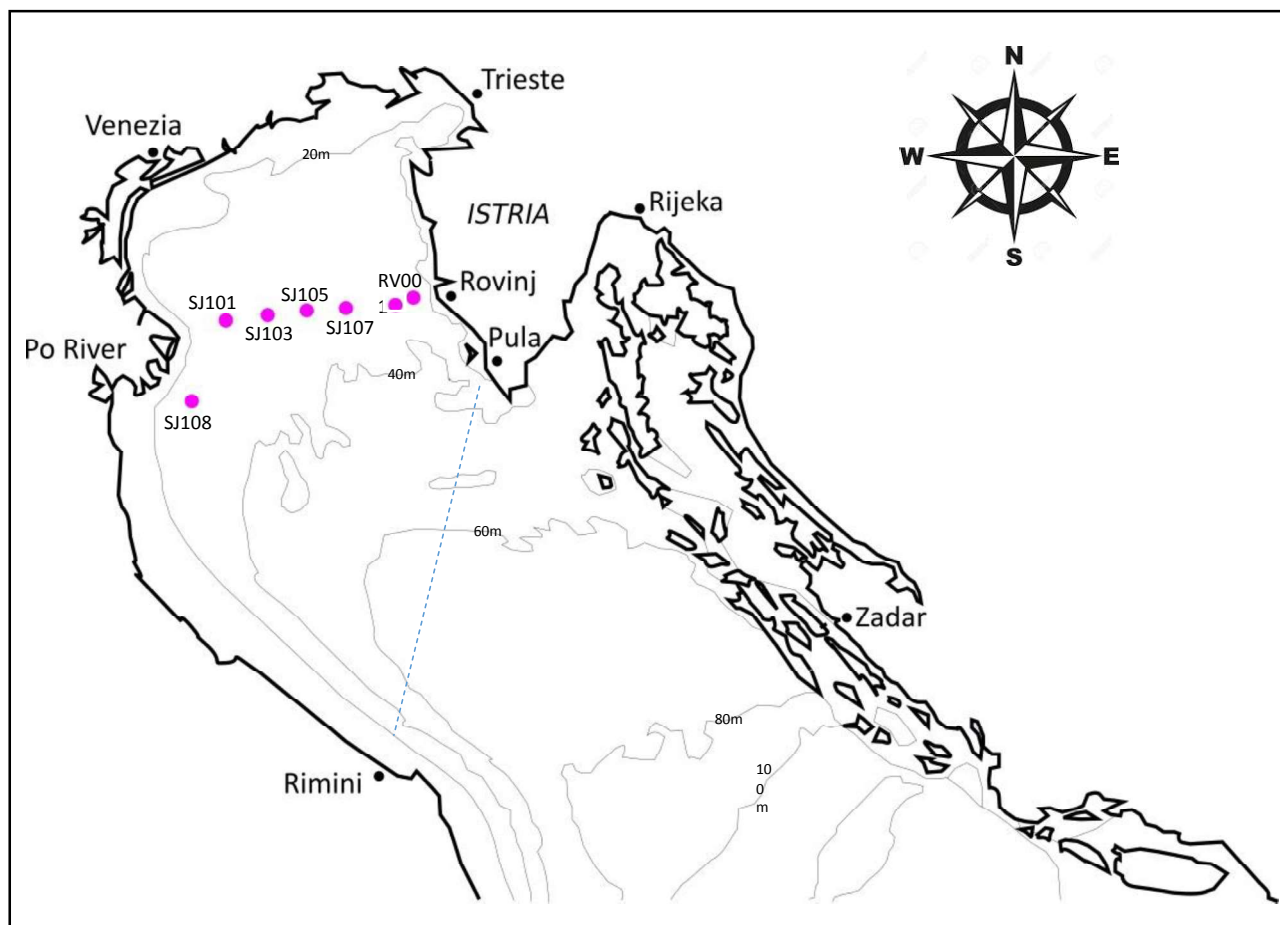 N
Trieste
Venezia
20m
W
E
ISTRIA
Rijeka
S
RV00
Rovinj
SJ101
SJ105
1
SJ103
SJ107
Pula
Po River
40m
SJ108
60m
Zadar
80m
10
0
m
Rimini